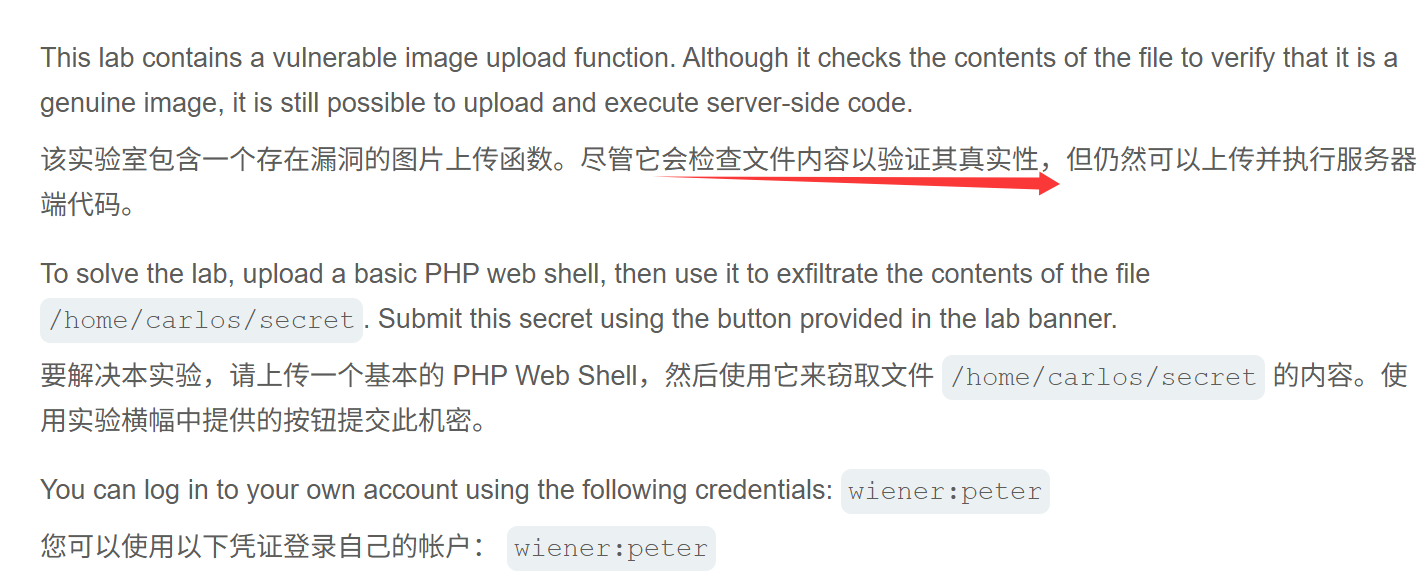 This lab contains a vulnerable image upload function. Although it checks the contents of the file to verify that it is a
genuine image, it is still possible to upload and execute server-side code.
该实验室包含一个存在漏洞的图片上传函数。尽管它会检查文件内容以验证其真实性，但仍然可以上传并执行服务器
端代码。
To solve the lab, upload a basic PHP web shell, then use it to exfiltrate the contents of the file
/home/carlos/secret. Submit this secret using the button provided in the lab banner.
要解决本实验，请上传一个基本的 PHP Web Shell，然后使用它来窃取文件 /home/carlos/secret 的内容。使
用实验横幅中提供的按钮提交此机密。
You can log in to your own account using the following credentials: wiener:peter
您可以使用以下凭证登录自己的帐户： wiener:peter